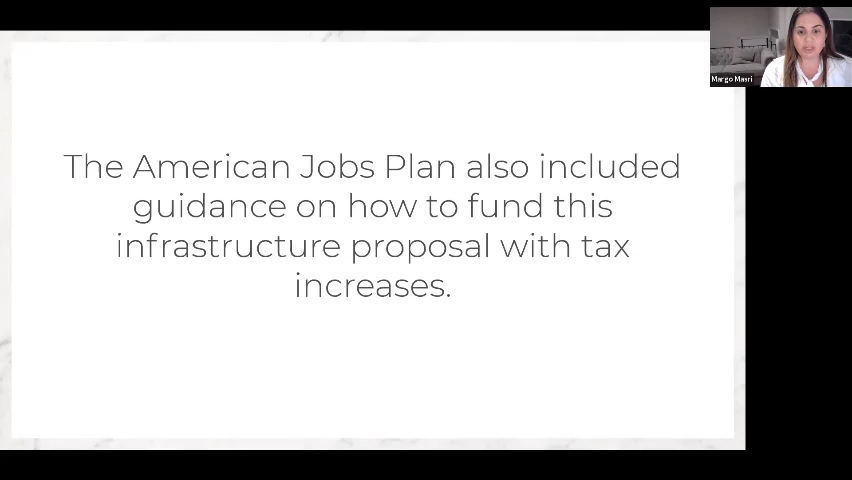 The American Jobs Plan also included
guidance on how to fund this
infrastructure proposal with tax
increases.
Margo Masri